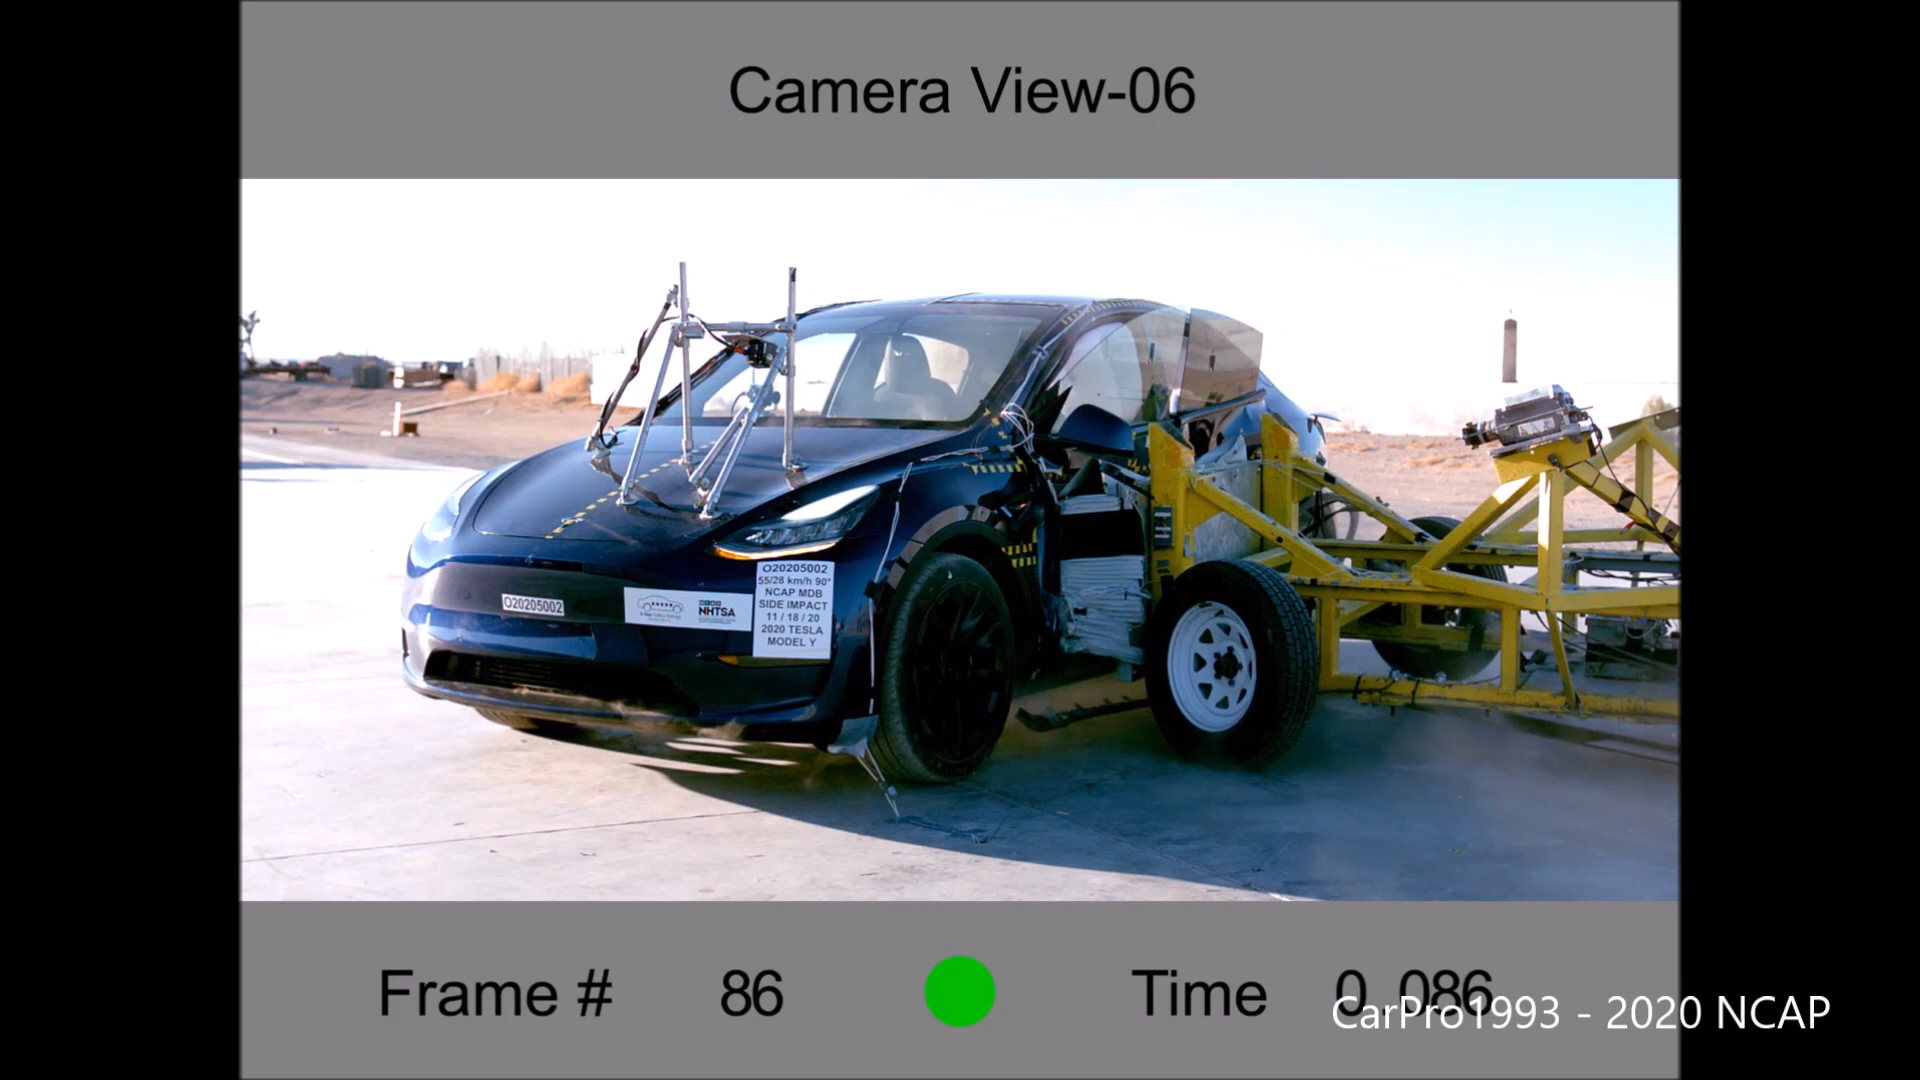 Camera View-06
O20205002
NHTSA
O20205002
55/28 km/h 90°
NCAP MDB
SIDE IMPACT
11 / 18 / 20
2020 TESLA
MODEL Y
Frame # 86 Time 0.086
CarPro1993 - 2020 NCAP